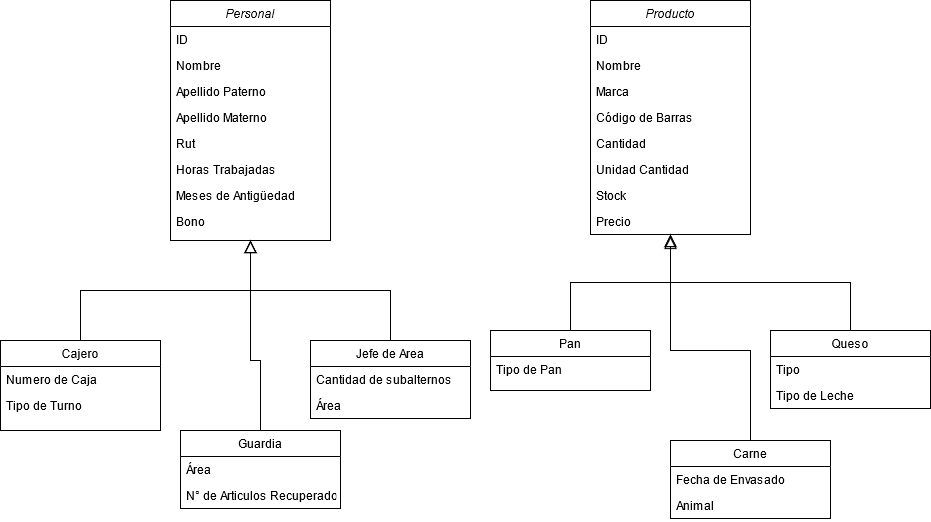 Personal
ID
Nombre
Apellido Paterno
Apellido Materno
Rut
Horas Trabajadas
Meses de Antigüedad
Bono
Producto
ID
Nombre
Marca
Código de Barras
Cantidad
Unidad Cantidad
Stock
Precio
Cajero
Numero de Caja
Tipo de Turno
Guardia
Área
N° de Articulos Recuperado
Jefe de Area
Cantidad de subalternos
Área
Pan
Tipo de Pan
Carne
Fecha de Envasado
Animal
Queso
Tipo
Tipo de Leche